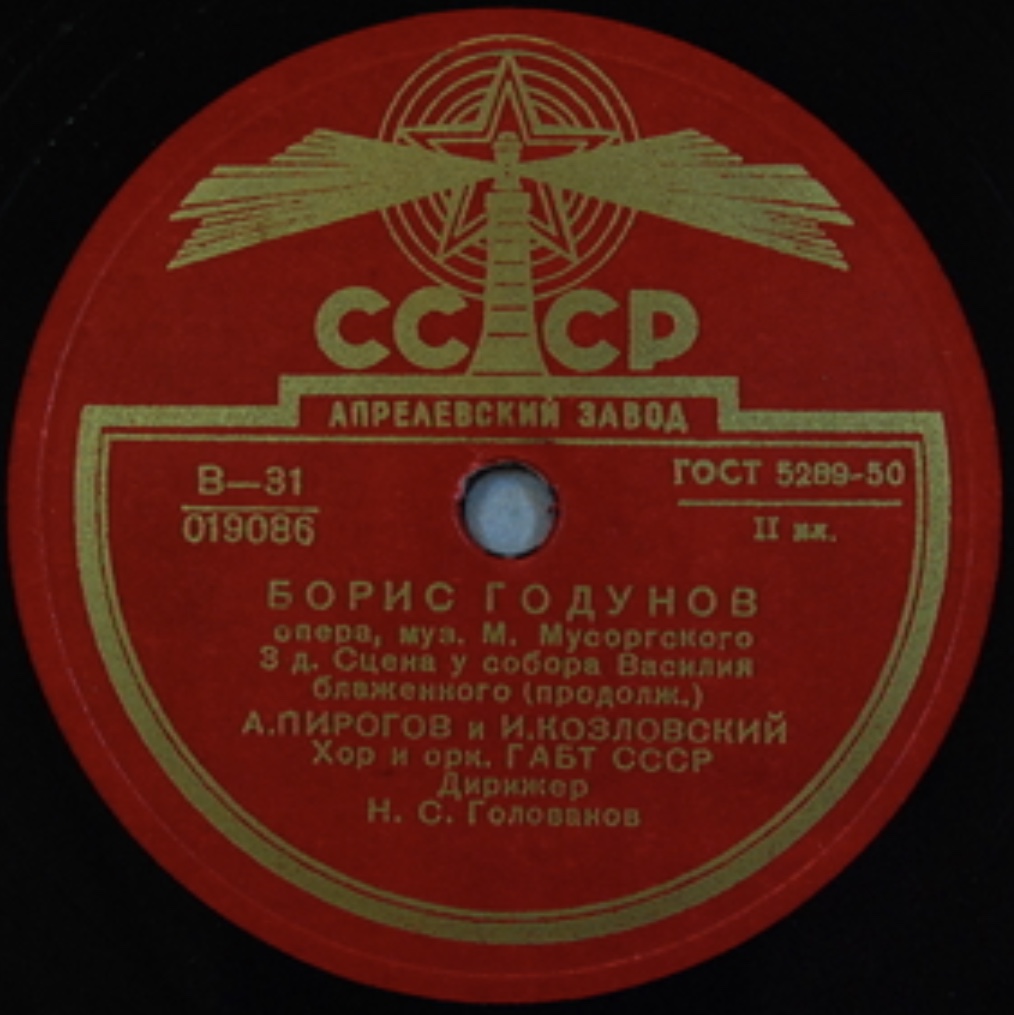 СССР
АПРЕЛЕВСКИЙ ЗАВОД
В—31
019086
ГОСТ 5289-50
II кл.
БОРИС ГОДУНОВ
опера, муз. М. Мусоргского
3 д. Сцена у собора Василия
блаженного (продолж.)
А.ПИРОГОВ и И.КОЗЛОВСКИЙ
Хор и орк. ГАБТ СССР
Дирижер
Н. С. Голованов